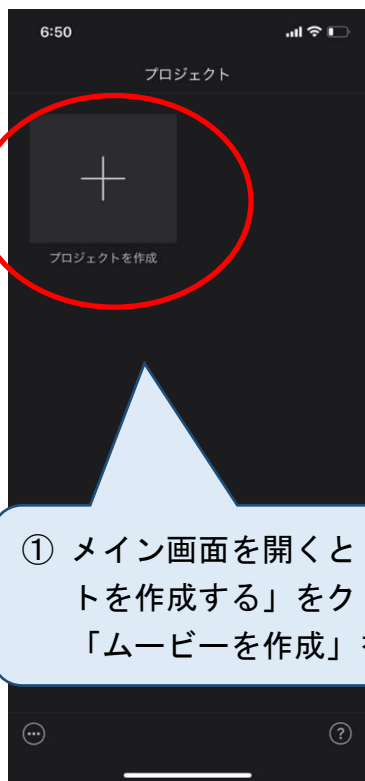 6:50
プロジェクト
プロジェクトを作成
① メイン画面を開くと
トを作成する」をク
「ムービーを作成」